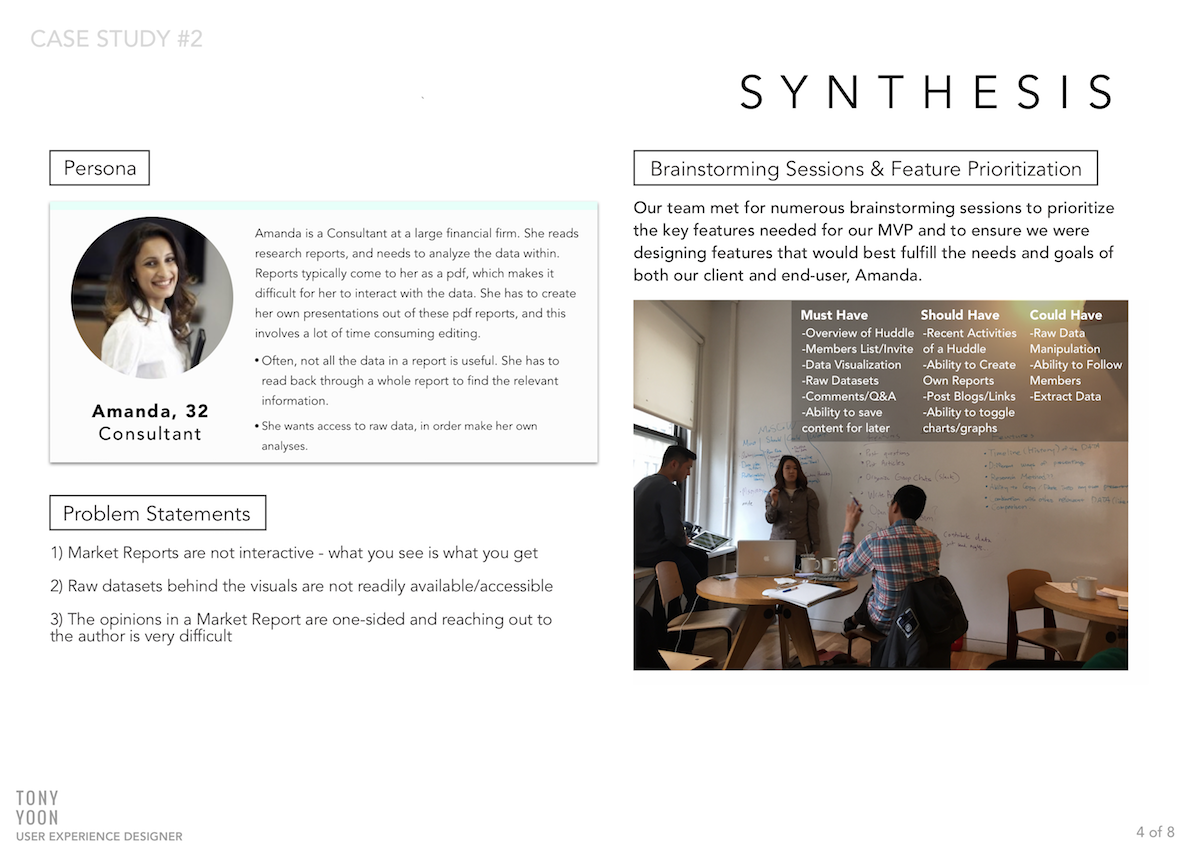 CASE STUDY #2
SYNTHESIS
Persona
Amanda is a Consultant at a large financial firm. She reads
research reports, and needs to analyze the data within.
Reports typically come to her as a pdf, which makes it
difficult for her to interact with the data. She has to create
her own presentations out of these pdf reports, and this
involves a lot of time consuming editing.
• Often, not all the data in a report is useful. She has to
read back through a whole report to find the relevant
information.
• She wants access to raw data, in order make her own
analyses.
Amanda, 32
Consultant
Problem Statements
1) Market Reports are not interactive - what you see is what you get
2) Raw datasets behind the visuals are not readily available/accessible
3) The opinions in a Market Report are one-sided and reaching out to
the author is very difficult
Brainstorming Sessions & Feature Prioritization
Our team met for numerous brainstorming sessions to prioritize
the key features needed for our MVP and to ensure we were
designing features that would best fulfill the needs and goals of
both our client and end-user, Amanda.
Must Have
-Overview of Huddle
-Members List/Invite
-Data Visualization
-Raw Datasets
-Comments/Q&A
-Ability to save
content for later
Should Have
-Recent Activities
of a Huddle
-Ability to Create
Own Reports
-Post Blogs/Links
-Ability to toggle
charts/graphs
Could Have
-Raw Data
Manipulation
-Ability to Follow
Members
-Extract Data
TONY
YOON
USER EXPERIENCE DESIGNER
4 of 8